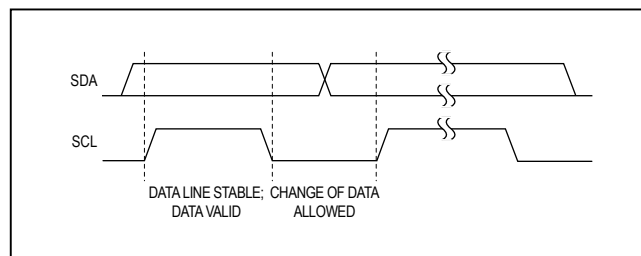 SDA
SCL
DATA LINE STABLE; CHANGE OF DATA
DATA VALID ALLOWED